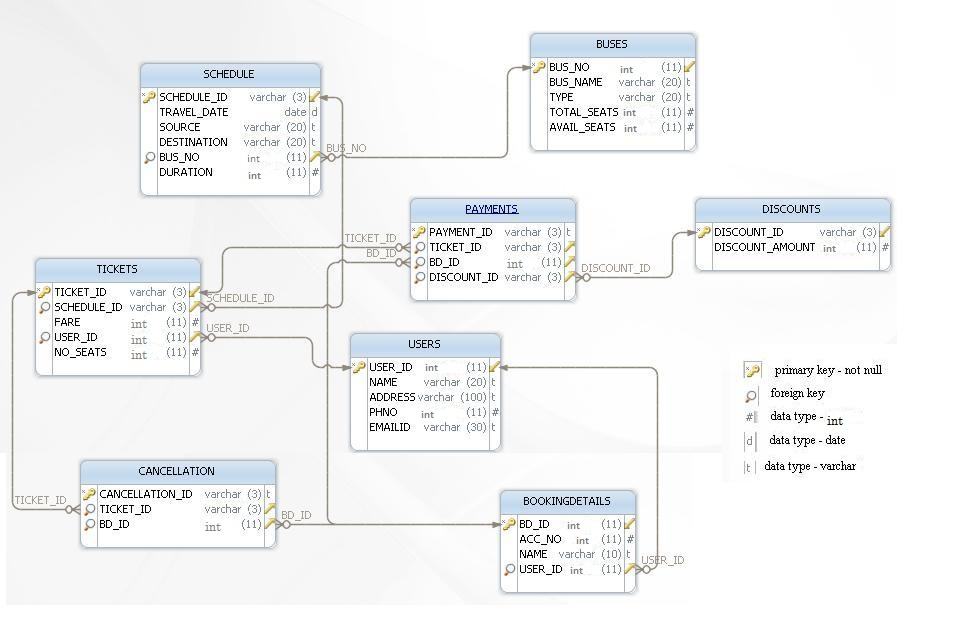 BUSES
BUS_NO int (11)
BUS_NAME varchar (20) t
TYPE varchar (20) t
TOTAL_SEATS int (11) #
AVAIL_SEATS int (11) #
SCHEDULE
SCHEDULE_ID varchar (3)
TRAVEL_DATE date d
SOURCE varchar (20) t
DESTINATION varchar (20) t
BUS_NO int (11)
DURATION int (11) #
BUS_NO
PAYMENTS
PAYMENT_ID varchar (3) t
TICKET_ID varchar (3)
BD_ID int (11)
DISCOUNT_ID varchar (3)
TICKET_ID
BD_ID
DISCOUNT_ID
DISCOUNTS
DISCOUNT_ID varchar (3)
DISCOUNT_AMOUNT int (11) #
TICKETS
TICKET_ID varchar (3)
SCHEDULE_ID varchar (3)
FARE int (11) #
USER_ID int (11)
NO_SEATS int (11) #
SCHEDULE_ID
USER_ID
USERS
USER_ID int (11)
NAME varchar (20) t
ADDRESS varchar (100) t
PHNO int (11) #
EMAILID varchar (30) t
primary key - not null
foreign key
# data type - int
d data type - date
t data type - varchar
CANCELLATION
CANCELLATION_ID varchar (3) t
TICKET_ID varchar (3)
BD_ID int (11)
TICKET_ID
BD_ID
BOOKINGDETAILS
BD_ID int (11)
ACC_NO int (11) #
NAME varchar (10) t
USER_ID int (11)
USER_ID